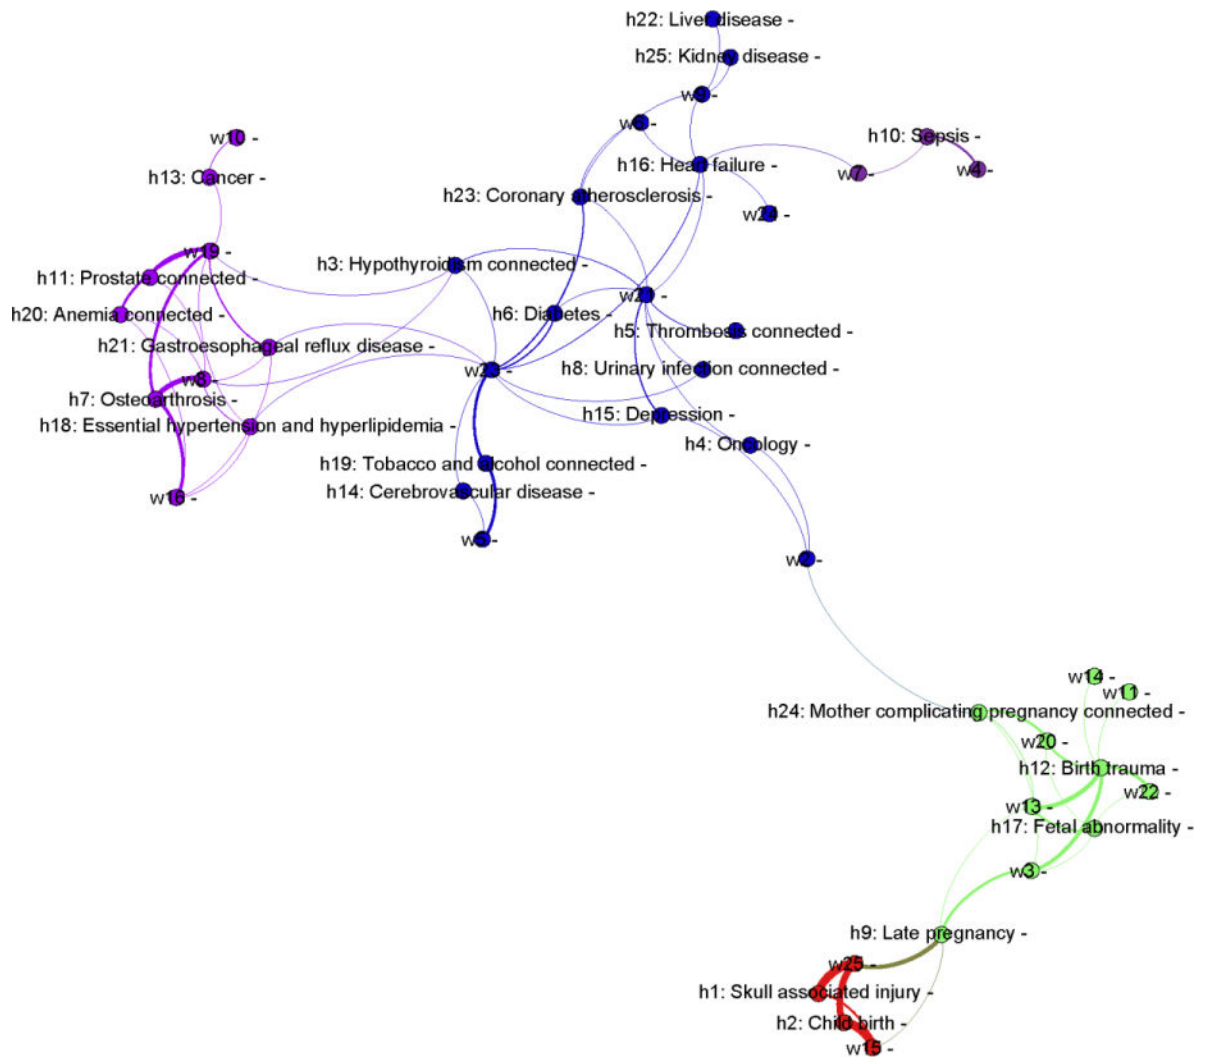 h22: Liver disease -
h25: Kidney disease -
w9 -
w6 -
w10 -
h10: Sepsis -
h16: Heart failure -
w7 -
w4 -
h13: Cancer -
h23: Coronary atherosclerosis -
w24 -
w19 -
h3: Hypothyroidism connected -
h11: Prostate connected -
h20: Anemia connected -
h6: Diabetes -
h5: Thrombosis connected -
h21: Gastroesophageal reflux disease -
w23 -
h8: Urinary infection connected -
w8 -
h7: Osteoarthrosis -
h15: Depression -
h18: Essential hypertension and hyperlipidemia -
h4: Oncology -
h19: Tobacco and alcohol connected -
h14: Cerebrovascular disease -
w16 -
w5 -
w2 -
w14 -
w11 -
h24: Mother complicating pregnancy connected -
w20 -
h12: Birth trauma -
w22 -
w13 -
h17: Fetal abnormality -
w3 -
h9: Late pregnancy -
w25 -
h1: Skull associated injury -
h2: Child birth -
w15 -